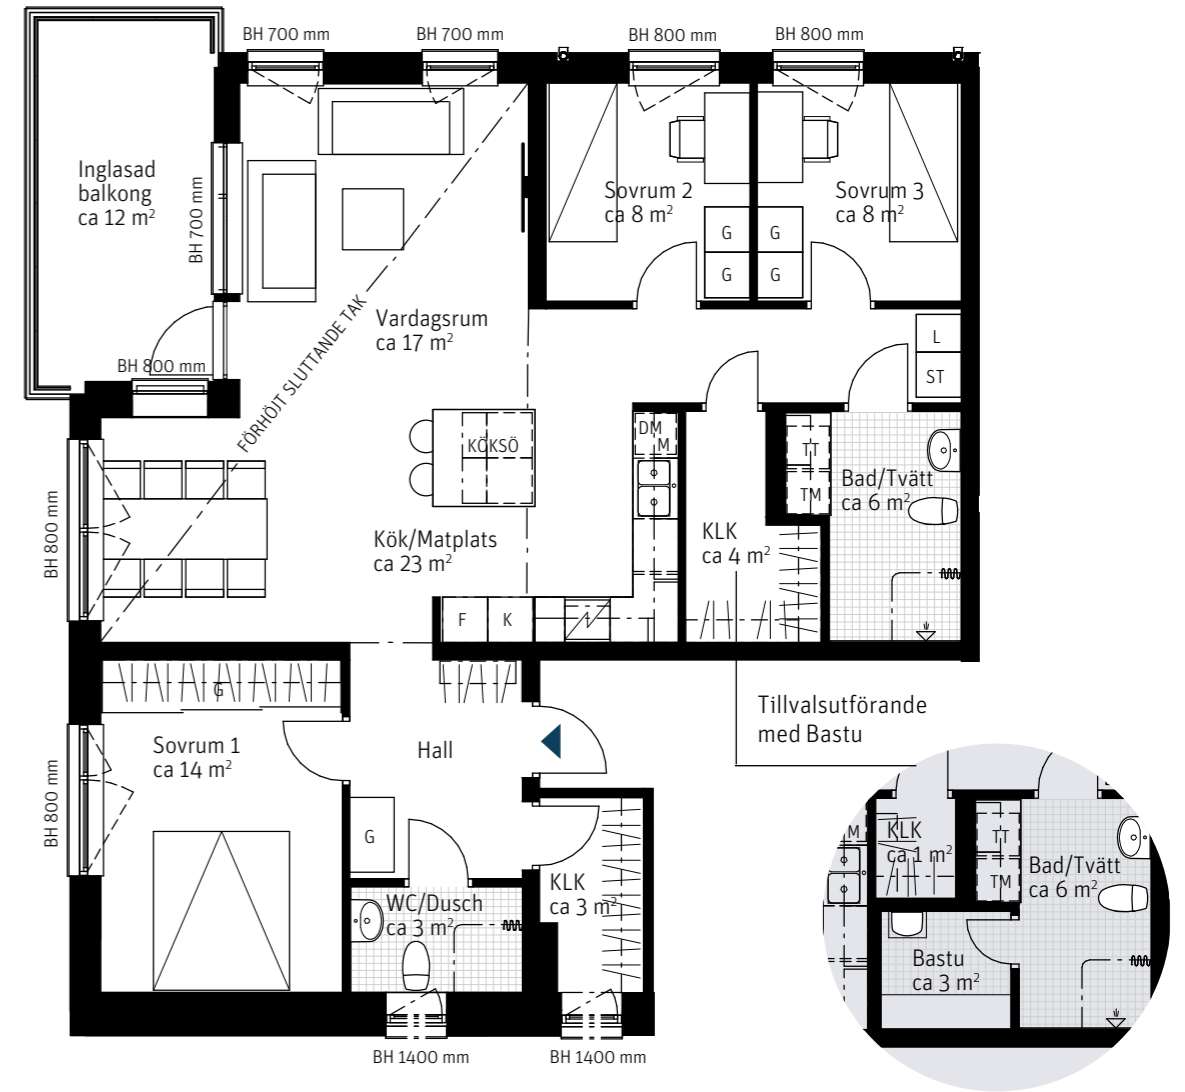 BH 700 mm
BH 700 mm
BH 800 mm
BH 800 mm
Inglasad
balkong
ca 12 m²
BH 700 mm
BH 800 mm
FÖRHÖJT SLUTTANDE TAK
Vardagsrum
ca 17 m²
Sovrum 2
ca 8 m²
G
G
Sovrum 3
ca 8 m²
G
G
L
ST
KÖKSÖ
DM
M
TT
TM
Bad/Tvätt
ca 6 m²
KLK
ca 4 m²
Kök/Matplats
ca 23 m²
BH 800 mm
F
K
G
Sovrum 1
ca 14 m²
BH 800 mm
Hall
G
WC/Dusch
ca 3 m²
KLK
ca 3 m²
BH 1400 mm
BH 1400 mm
Tillvalsutförande
med Bastu
M
KLK
ca 1 m²
TT
TM
Bad/Tvätt
ca 6 m²
Bastu
ca 3 m²